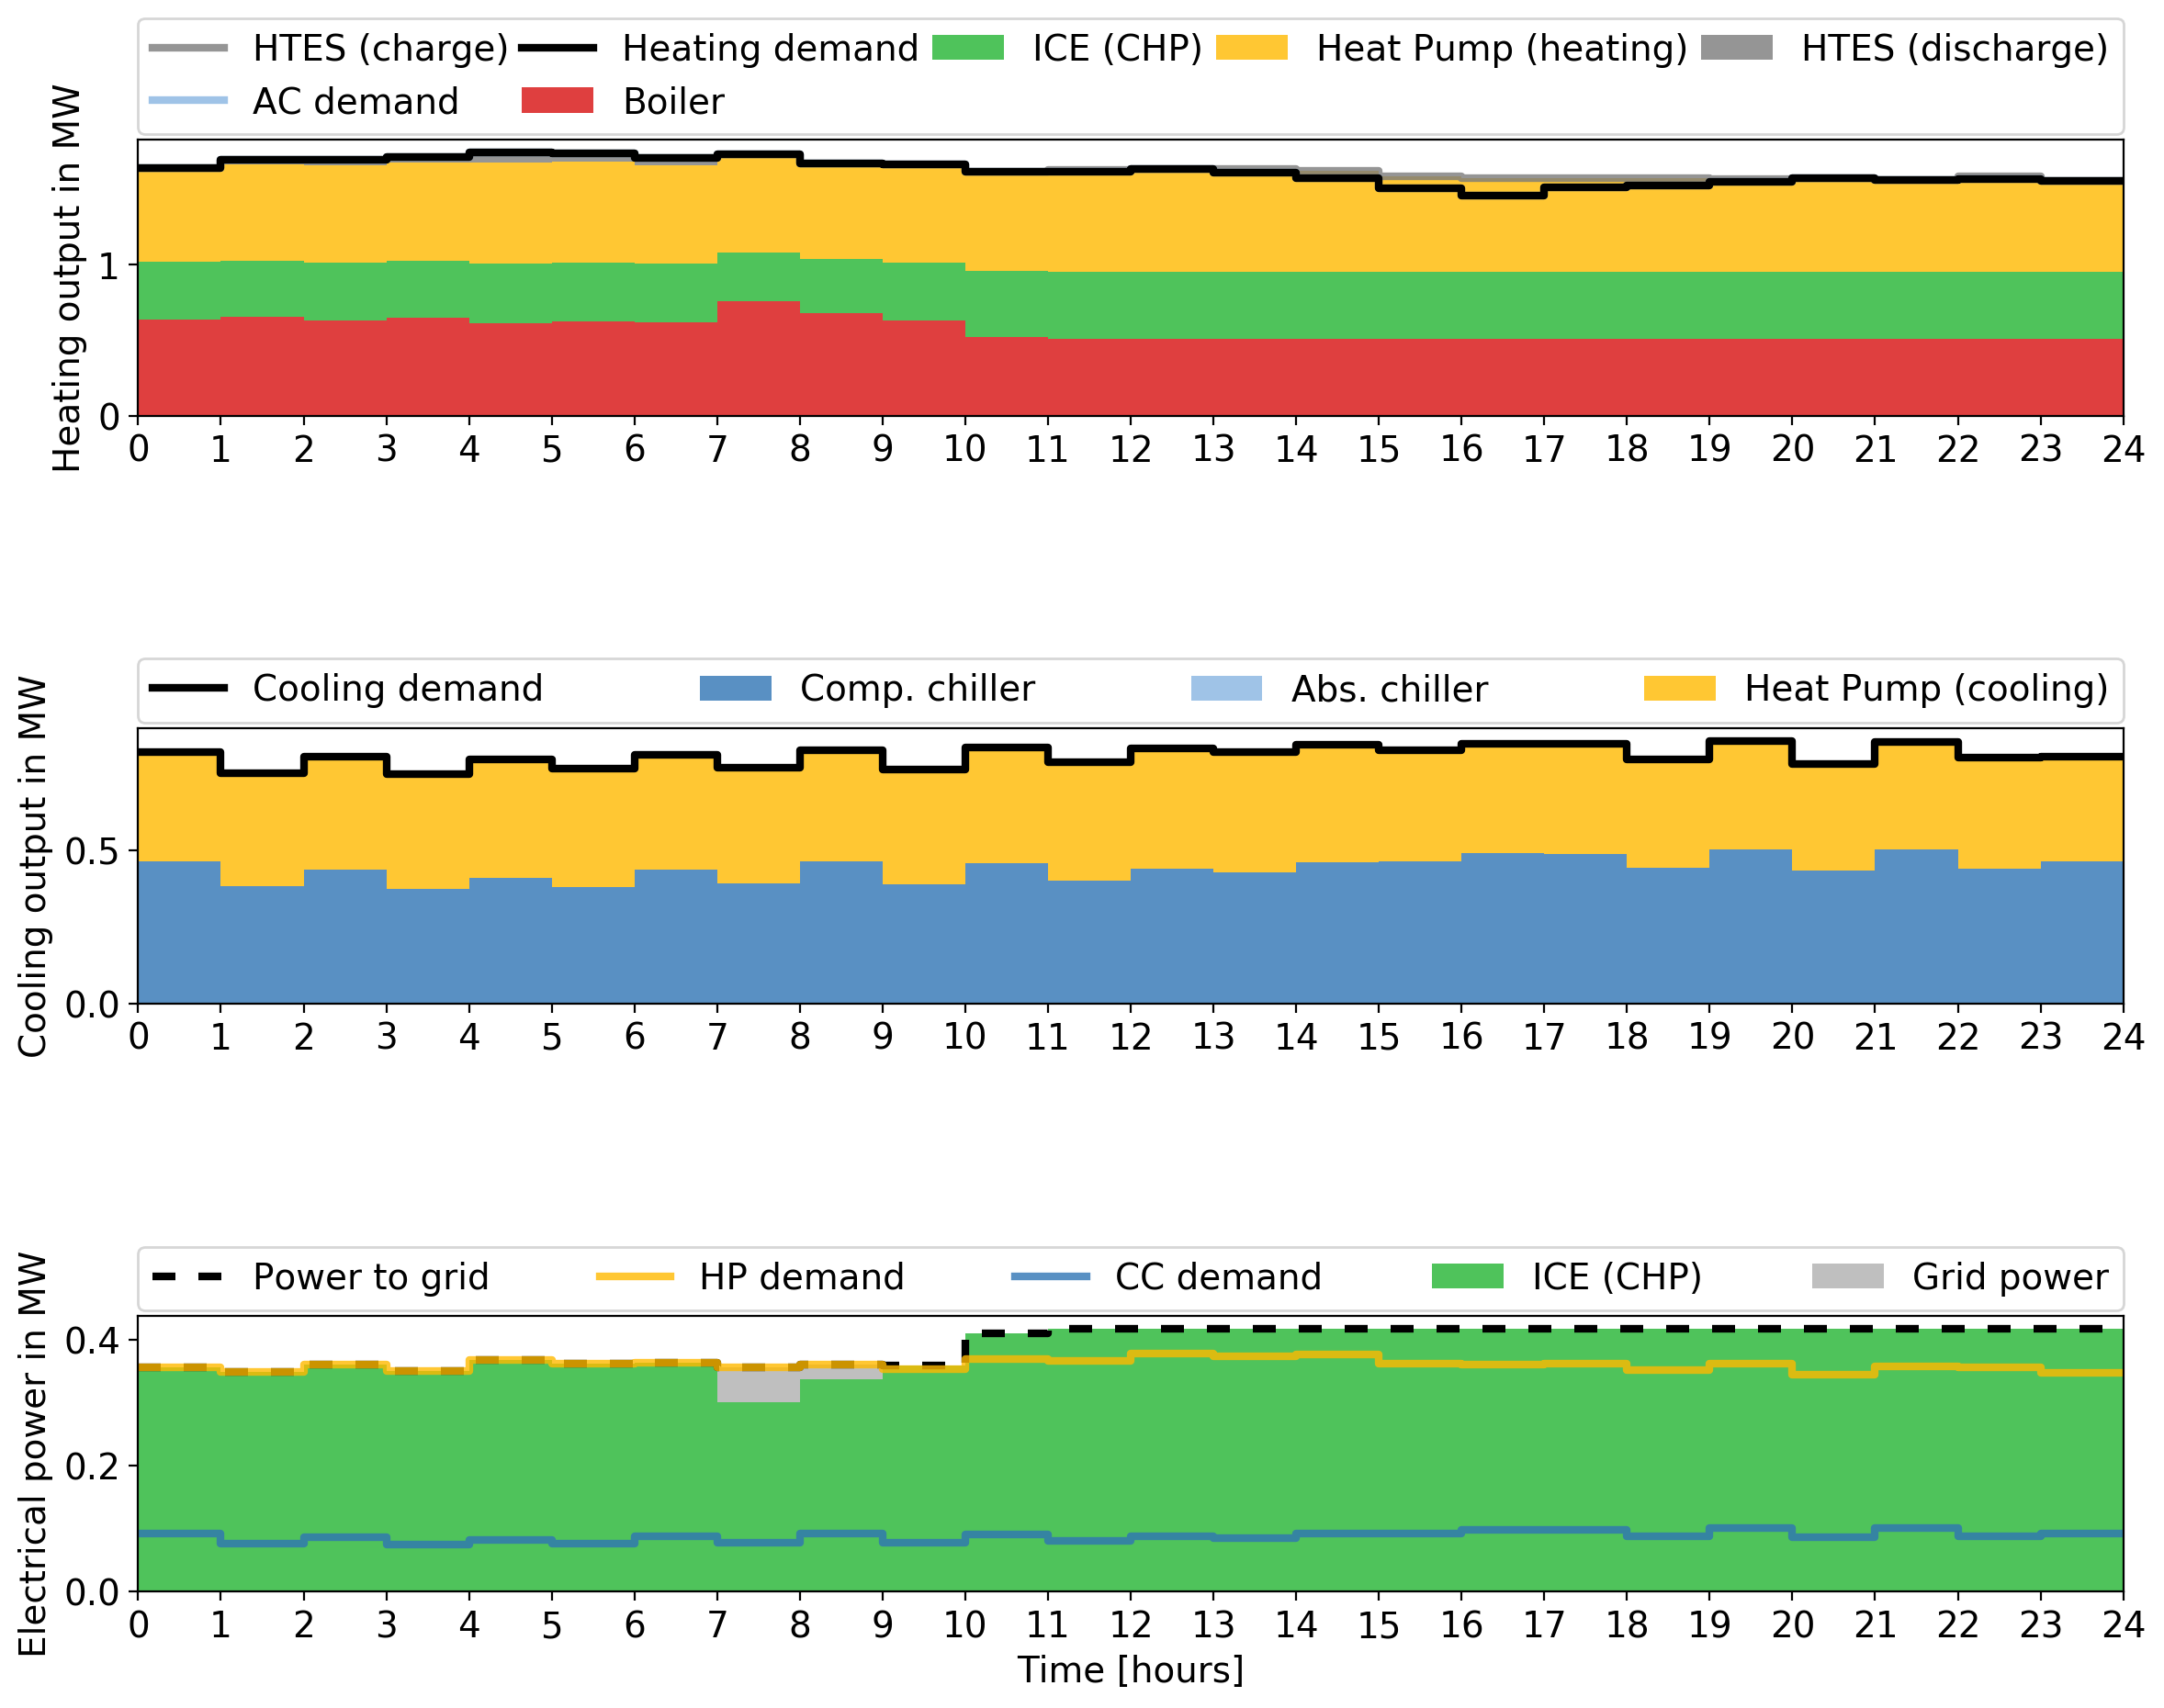 HTES (charge) Heating demand ICE (CHP) Heat Pump (heating) HTES (discharge)
AC demand Boiler
Heating output in MW
1
0
0 1 2 3 4 5 6 7 8 9 10 11 12 13 14 15 16 17 18 19 20 21 22 23 24
Cooling demand Comp. chiller Abs. chiller Heat Pump (cooling)
Cooling output in MW
0.5
0.0
0 1 2 3 4 5 6 7 8 9 10 11 12 13 14 15 16 17 18 19 20 21 22 23 24
Power to grid HP demand CC demand ICE (CHP) Grid power
Electrical power in MW
0.4
0.2
0.0
0 1 2 3 4 5 6 7 8 9 10 11 12 13 14 15 16 17 18 19 20 21 22 23 24
Time [hours]